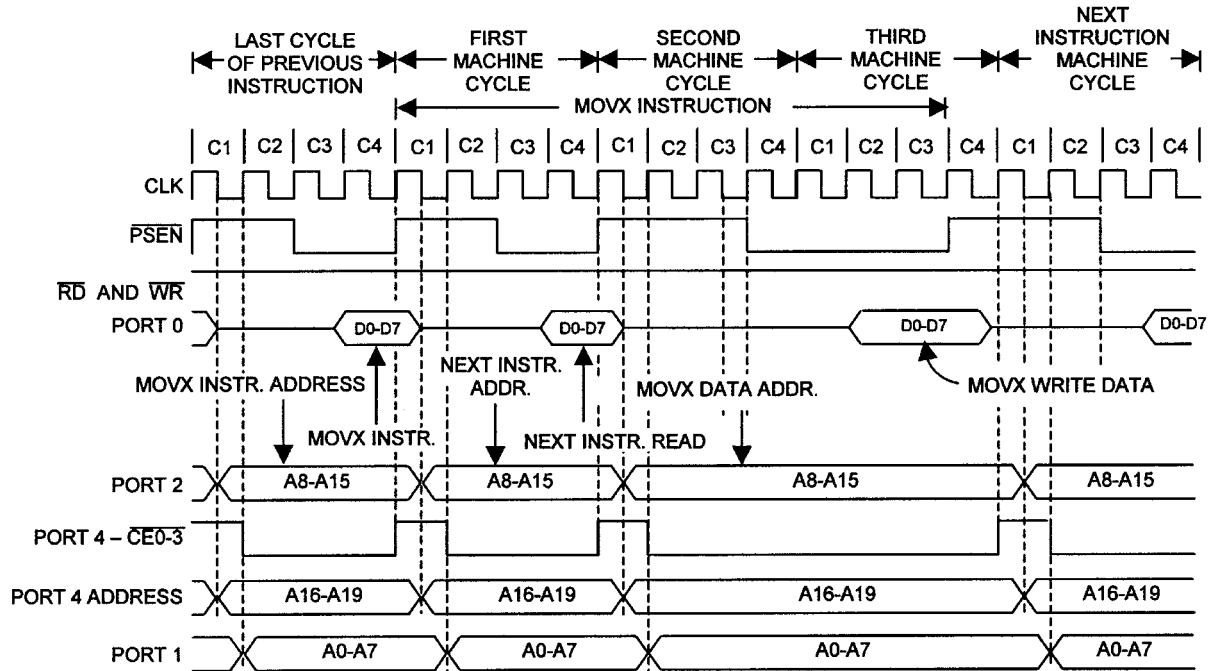 LAST CYCLE
OF PREVIOUS
INSTRUCTION
FIRST
MACHINE
CYCLE
SECOND
MACHINE
CYCLE
THIRD
MACHINE
CYCLE
NEXT
INSTRUCTION
MACHINE
CYCLE
MOVX INSTRUCTION
C1 C2 C3 C4 C1 C2 C3 C4 C1 C2 C3 C4 C1 C2 C3 C4 C1 C2 C3 C4
CLK
PSEN
RD AND WR
PORT 0 D0-D7 D0-D7 D0-D7 D0-D7
MOVX INSTR. ADDRESS
NEXT INSTR.
ADDR.
MOVX DATA ADDR.
MOVX WRITE DATA
MOVX INSTR.
NEXT INSTR. READ
PORT 2 A8-A15 A8-A15 A8-A15 A8-A15
PORT 4 – CE0-3
PORT 4 ADDRESS A16-A19 A16-A19 A16-A19 A16-A19
PORT 1 A0-A7 A0-A7 A0-A7 A0-A7